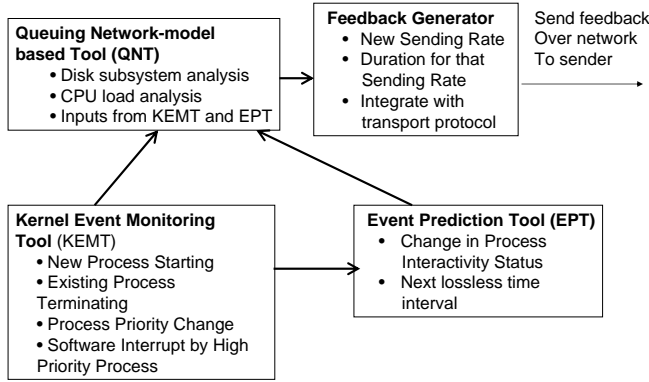 Queuing Network-model
based Tool (QNT)
• Disk subsystem analysis
• CPU load analysis
• Inputs from KEMT and EPT
Feedback Generator
• New Sending Rate
• Duration for that
Sending Rate
• Integrate with
transport protocol
Send feedback
Over network
To sender
Kernel Event Monitoring
Tool (KEMT)
• New Process Starting
• Existing Process
Terminating
• Process Priority Change
• Software Interrupt by High
Priority Process
Event Prediction Tool (EPT)
• Change in Process
Interactivity Status
• Next lossless time
interval